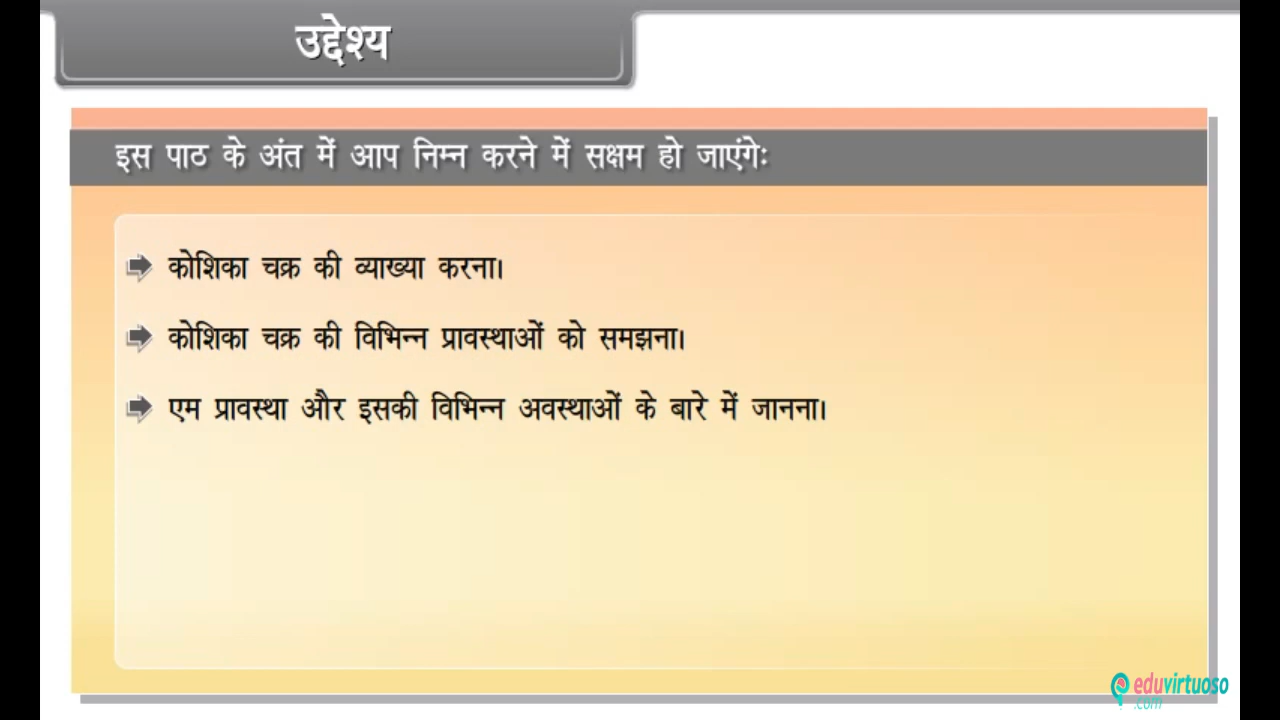 उद्देश्य
इस पाठ के अंत में आप निम्न करने में सक्षम हो जाएंगेः
कोशिका चक्र की व्याख्या करना।
कोशिका चक्र की विभिन्न प्रावस्थाओं को समझना।
एम प्रावस्था और इसकी विभिन्न अवस्थाओं के बारे में जानना।
eduvirtuoso
.com